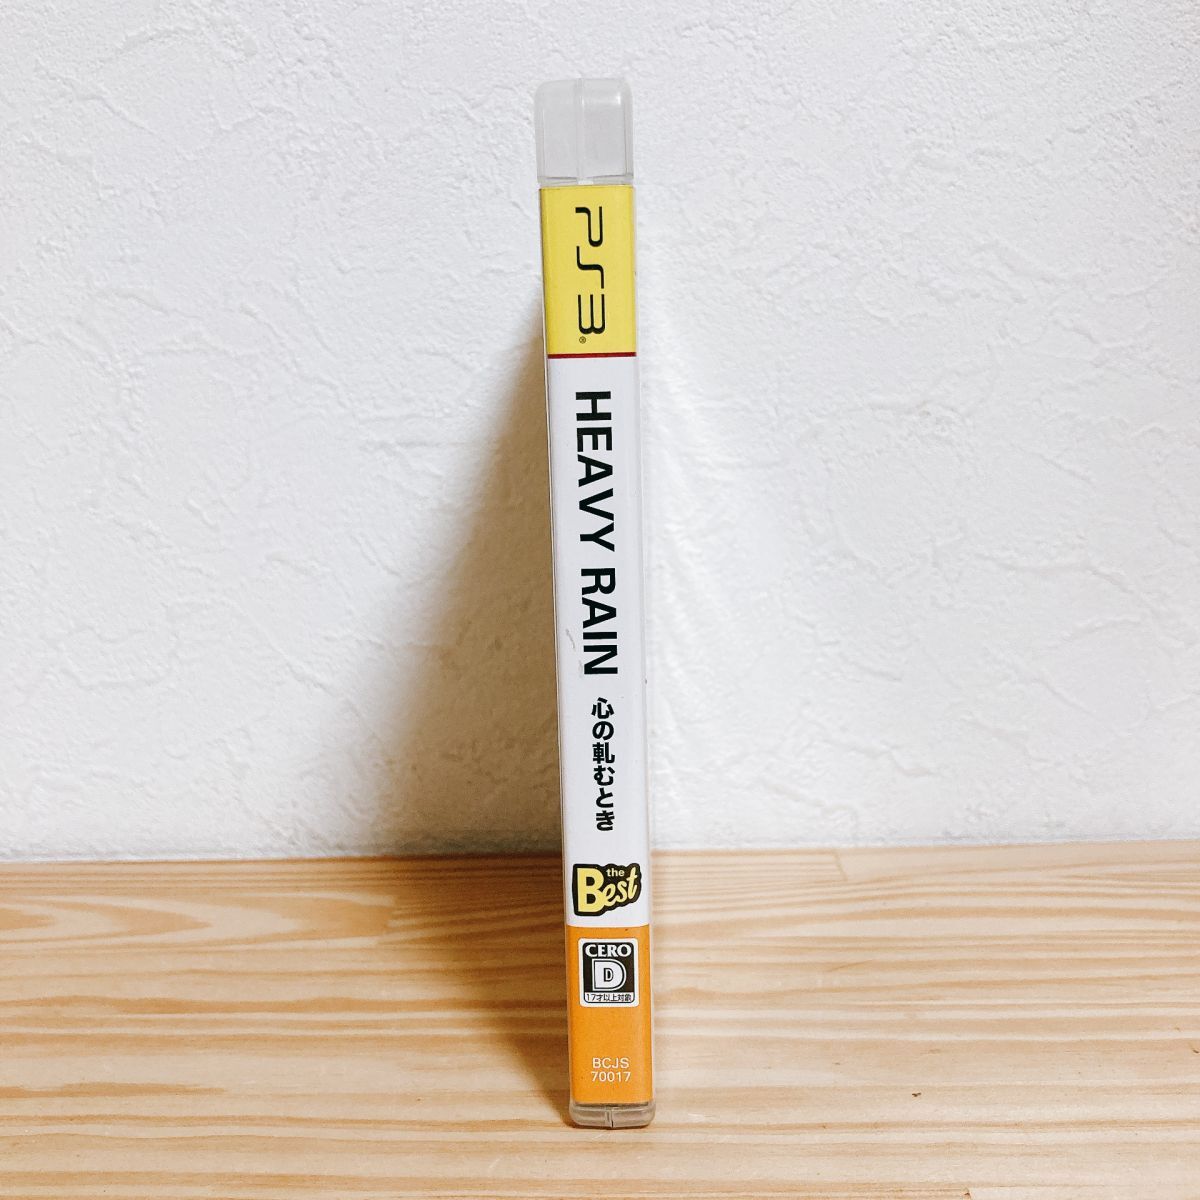 PS3®
HEAVY RAIN
心の軋むとき
the
Best
CERO
D
17才以上対象
BCJS
70017